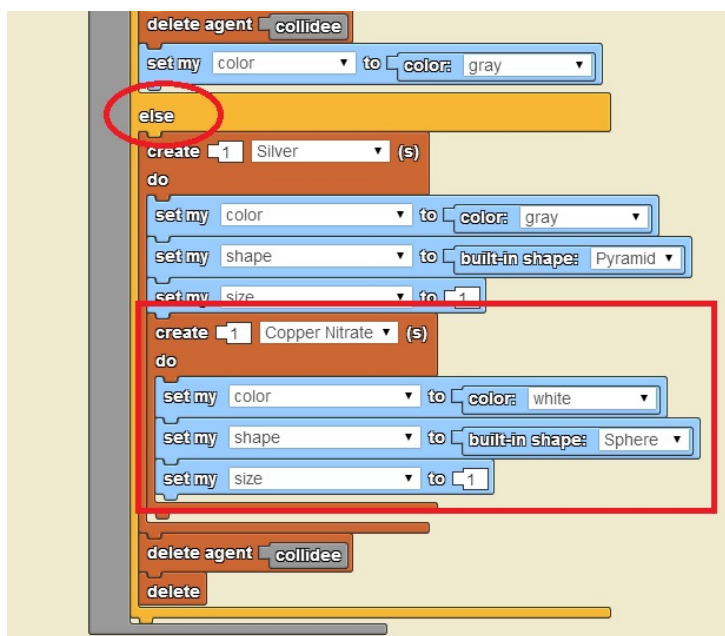 delete agent collidee
set my color to color: gray
else
create 1 Silver (s)
do
set my color to color: gray
set my shape to built-in shape: Pyramid
set my size to 1
create 1 Copper Nitrate (s)
do
set my color to color: white
set my shape to built-in shape: Sphere
set my size to 1
delete agent collidee
delete